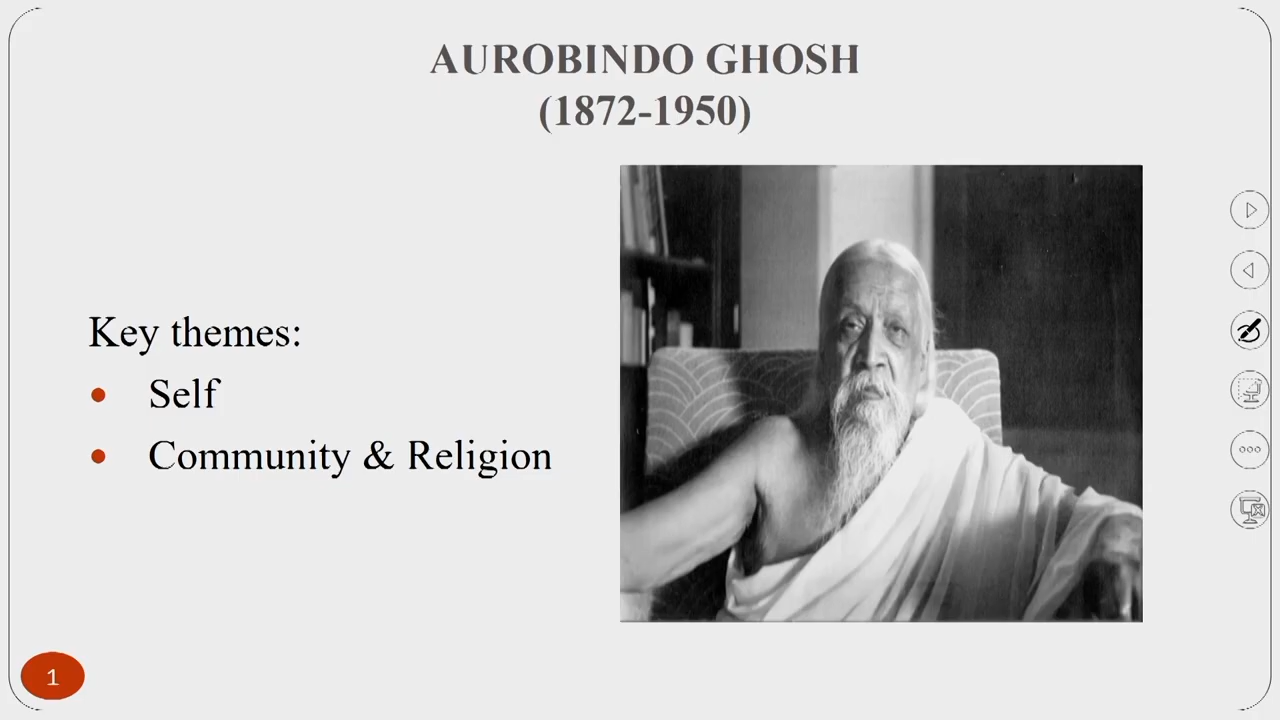 AUROBINDO GHOSH
(1872-1950)
Key themes:
• Self
• Community & Religion
1